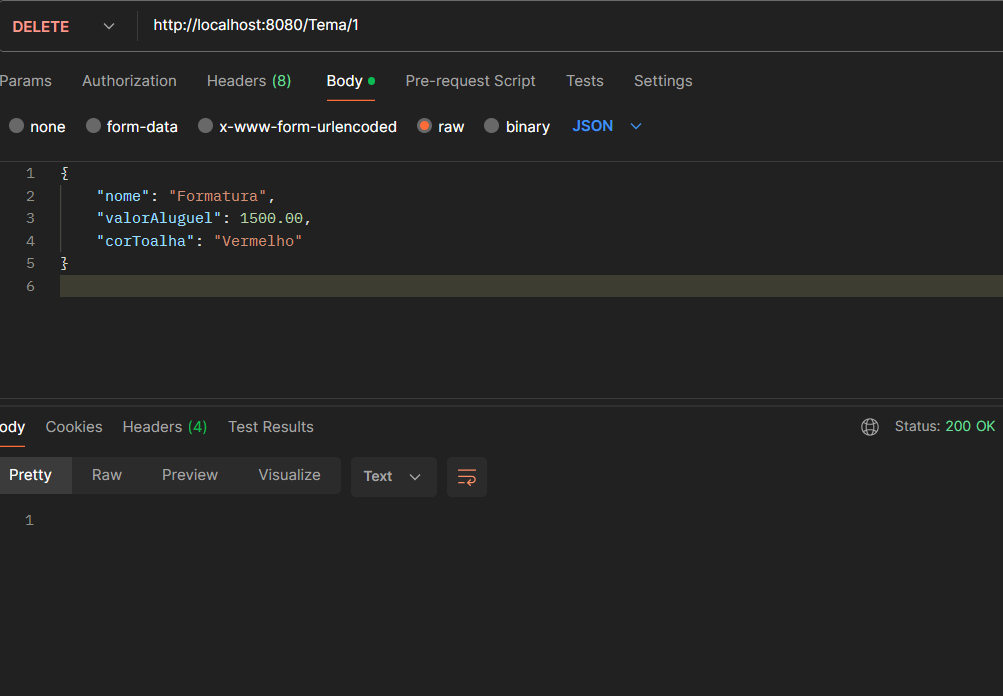 DELETE http://localhost:8080/Tema/1
Params Authorization Headers (8) Body Pre-request Script Tests Settings
none form-data x-www-form-urlencoded raw binary JSON
1 {
2 "nome": "Formatura",
3 "valorAluguel": 1500.00,
4 "corToalha": "Vermelho"
5 }
6
ody Cookies Headers (4) Test Results Status: 200 OK
Pretty Raw Preview Visualize Text
1